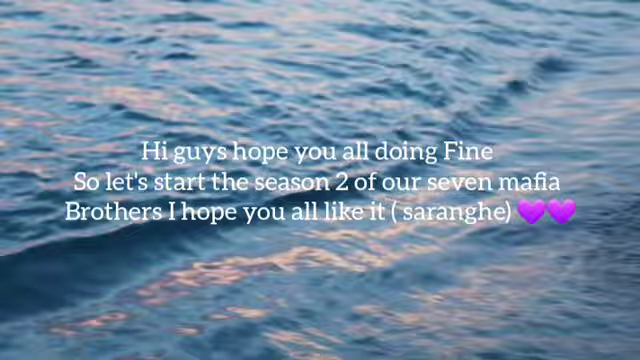 Hi guys hope you all doing Fine
So let's start the season 2 of our seven mafia
Brothers I hope you all like it ( saranghe) 💜💜